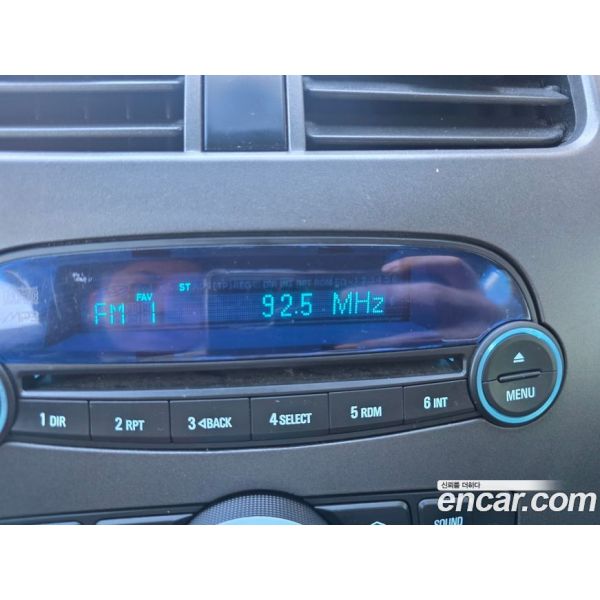 FAV
ST
FM 1
92.5 MHz
MP3
1 DIR
2 RPT
3 ◁BACK
4 SELECT
5 RDM
6 INT
MENU
SOUND
신뢰를 더하다
encar.com